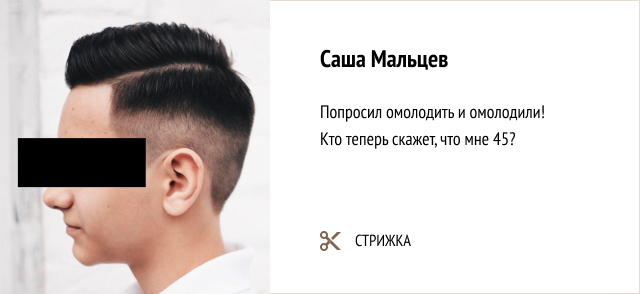 Саша Мальцев
Попросил омолодить и омолодили!
Кто теперь скажет, что мне 45?
СТРИЖКА